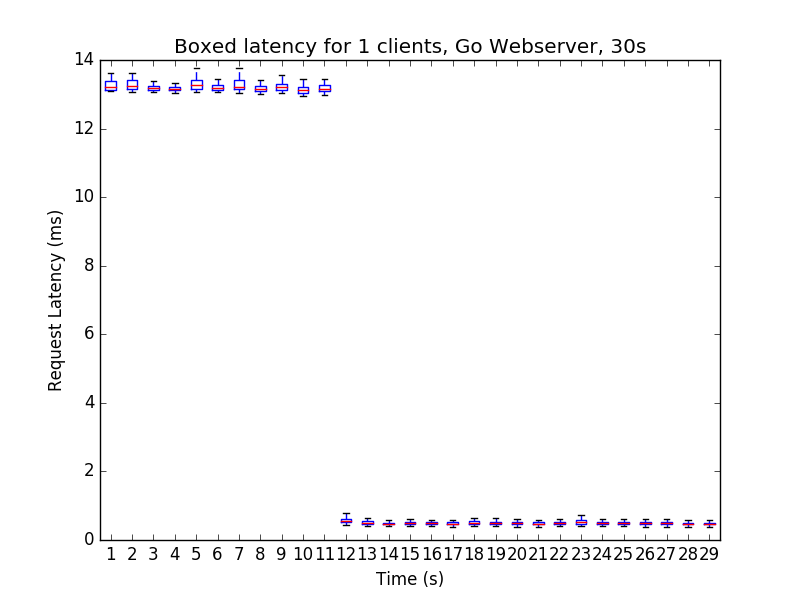 Boxed latency for 1 clients, Go Webserver, 30s
14
12
10
8
6
4
2
0
Request Latency (ms)
1 2 3 4 5 6 7 8 9 10 11 12 13 14 15 16 17 18 19 20 21 22 23 24 25 26 27 28 29
Time (s)